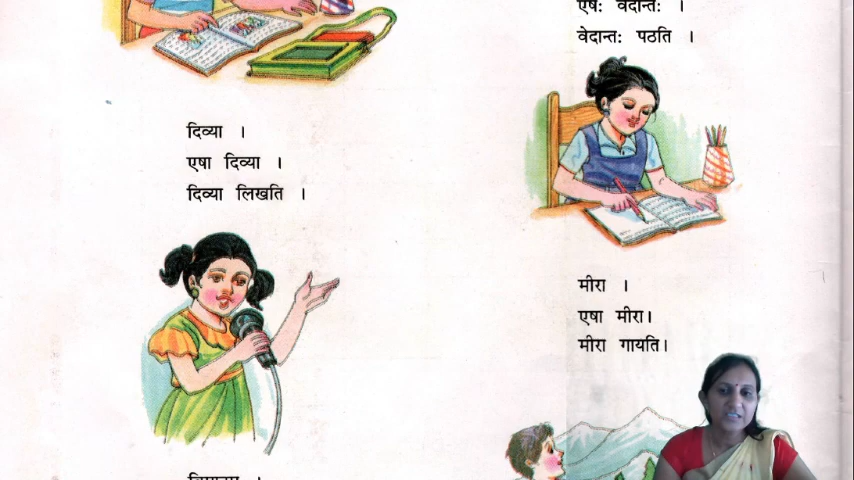 एषः वेदान्तः ।
वेदान्तः पठति ।
दिव्या ।
एषा दिव्या ।
दिव्या लिखति ।
मीरा ।
एषा मीरा।
मीरा गायति।